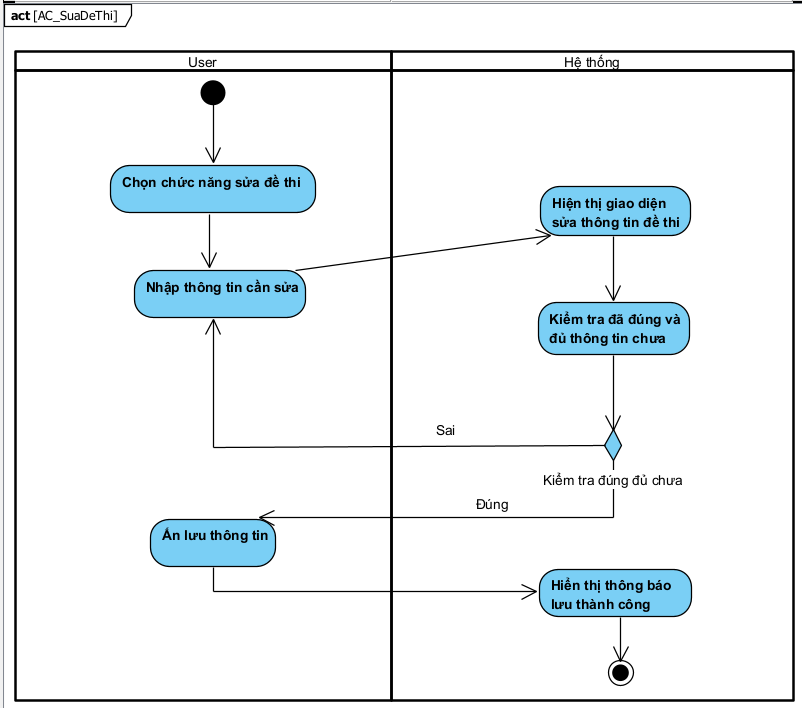 act [AC_SuaDeThi]
User
Hệ thống
Chọn chức năng sửa đề thi
Hiện thị giao diện
sửa thông tin đề thi
Nhập thông tin cần sửa
Kiểm tra đã đúng và
đủ thông tin chưa
Sai
Kiểm tra đúng đủ chưa
Đúng
Ấn lưu thông tin
Hiển thị thông báo
lưu thành công